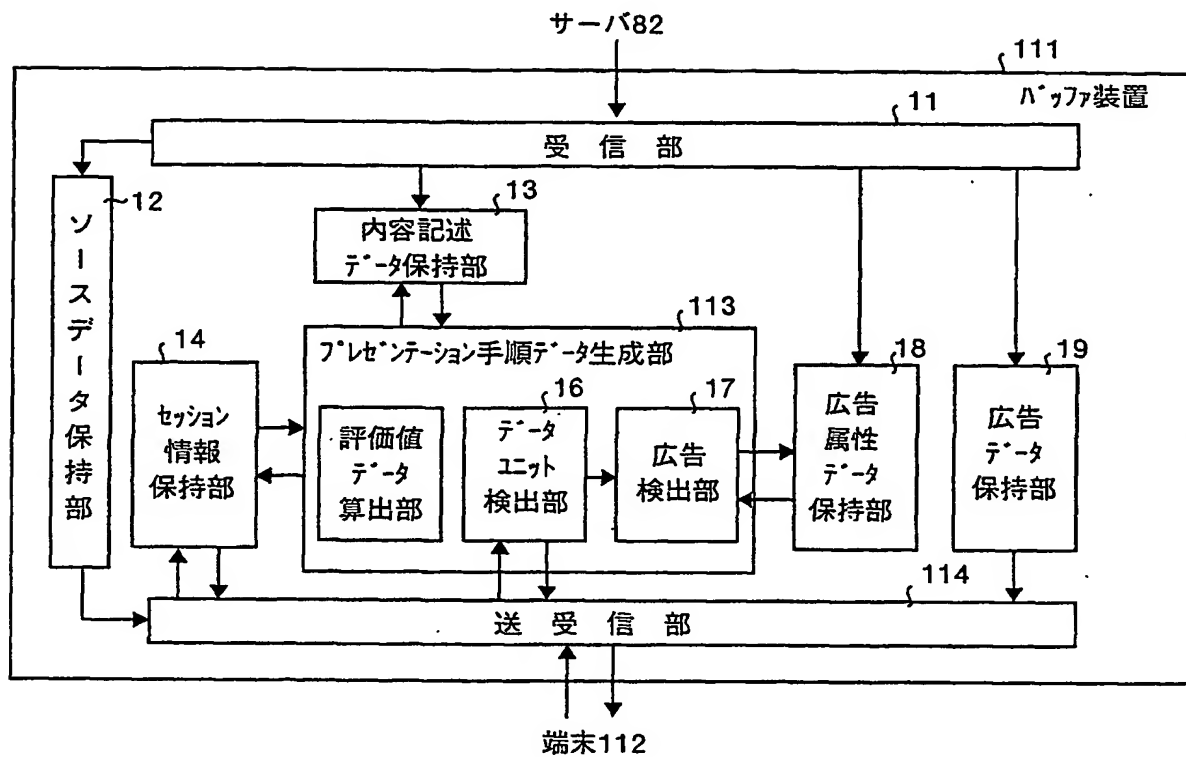 サーバ82
111
バッファ装置
11
受信部
12
ソースデータ保持部
13
内容記述
データ保持部
113
プレゼンテーション手順データ生成部
14
セッション
情報
保持部
評価値
データ
算出部
16
データ
ユニット
検出部
17
広告
検出部
18
広告
属性
データ
保持部
19
広告
データ
保持部
114
送受信部
端末112